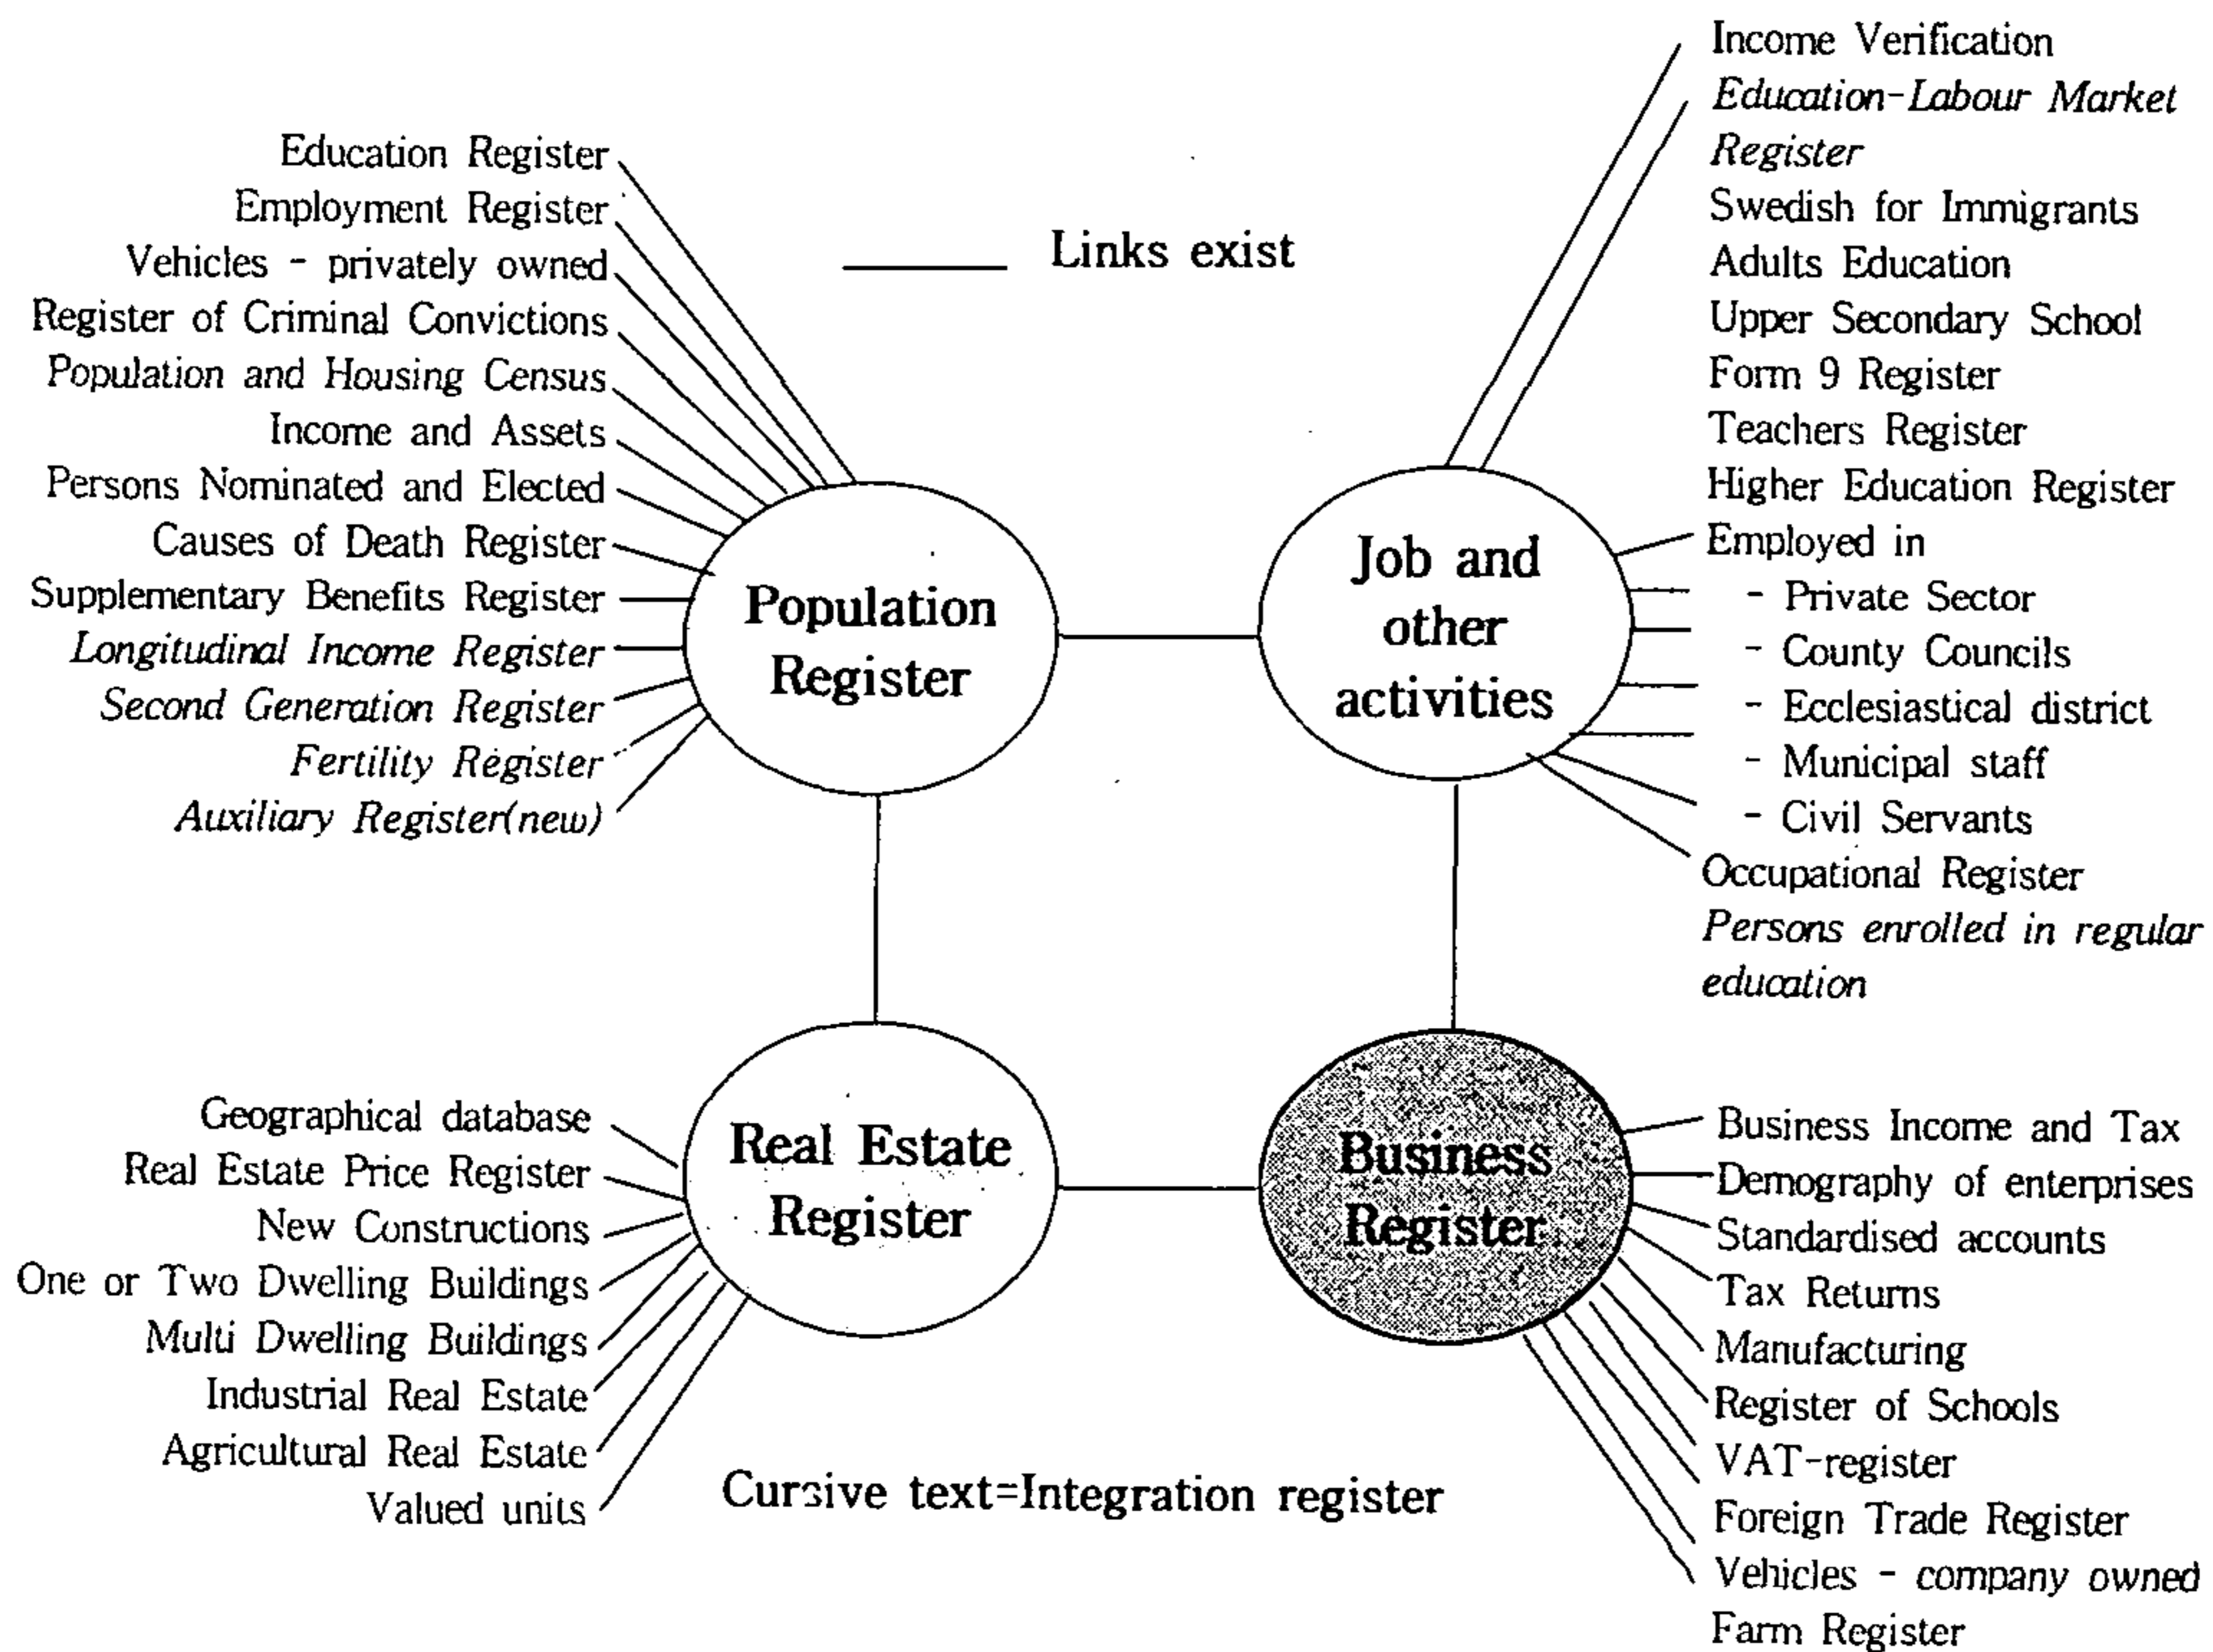 Education Register
Employment Register
Vehicles - privately owned
Register of Criminal Convictions
Population and Housing Census
Income and Assets
Persons Nominated and Elected
Causes of Death Register
Supplementary Benefits Register
Longitudinal Income Register
Second Generation Register
Fertility Register
Auxiliary Register(new)
Links exist
Income Verification
Education-Labour Market
Register
Swedish for Immigrants
Adults Education
Upper Secondary School
Form 9 Register
Teachers Register
Higher Education Register
Employed in
- Private Sector
- County Councils
- Ecclesiastical district
- Municipal staff
- Civil Servants
Occupational Register
Persons enrolled in regular
education
Population
Register
Job and
other
activities
Geographical database
Real Estate Price Register
New Constructions
One or Two Dwelling Buildings
Multi Dwelling Buildings
Industrial Real Estate
Agricultural Real Estate
Valued units
Real Estate
Register
Business
Register
Business Income and Tax
Demography of enterprises
Standardised accounts
Tax Returns
Manufacturing
Register of Schools
VAT-register
Foreign Trade Register
Vehicles - company owned
Farm Register
Cursive text=Integration register